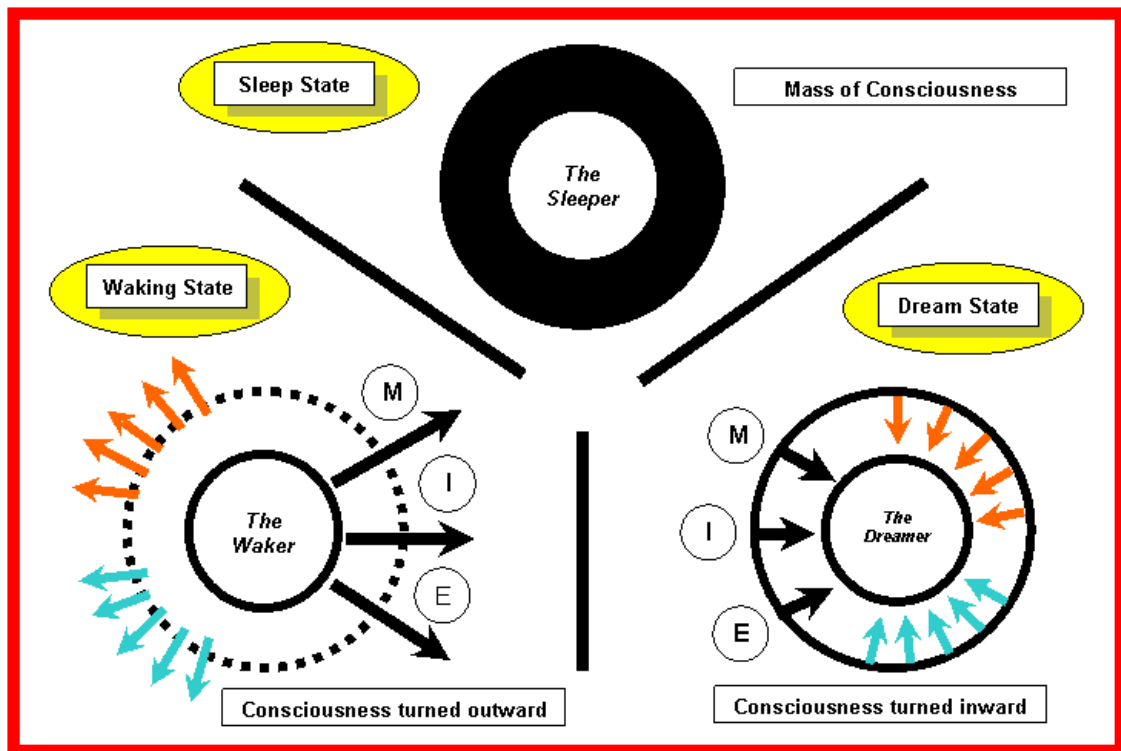 Sleep State
Mass of Consciousness
The
Sleeper
Waking State
Dream State
M
I
E
The
Waker
Consciousness turned outward
M
I
E
The
Dreamer
Consciousness turned inward